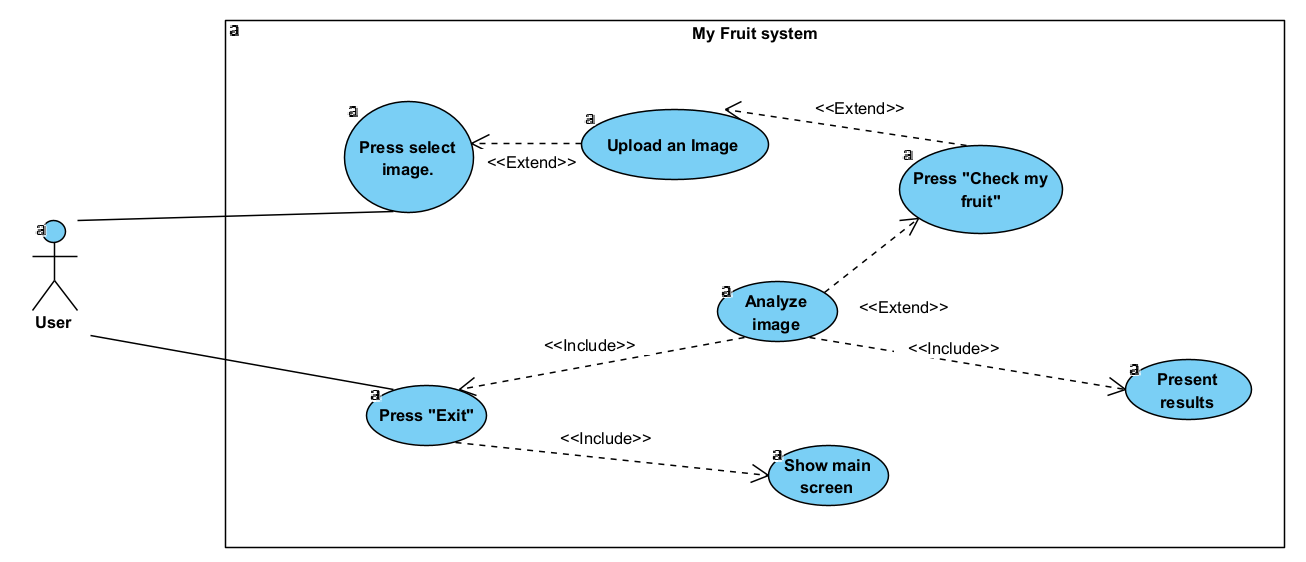 a
My Fruit system
a
Press select
image.
<<Extend>>
a
Upload an Image
<<Extend>>
a
Press "Check my
fruit"
a
User
a
Analyze
image
<<Extend>>
<<Include>>
<<Include>>
a
Present
results
a
Press "Exit"
<<Include>>
a
Show main
screen